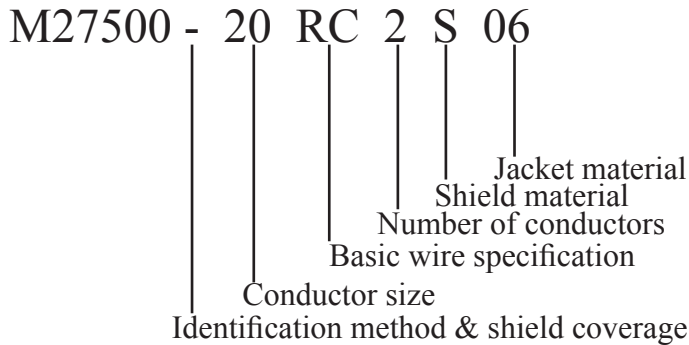 M27500 - 20 RC 2 S 06
Jacket material
Shield material
Number of conductors
Basic wire specification
Conductor size
Identification method & shield coverage